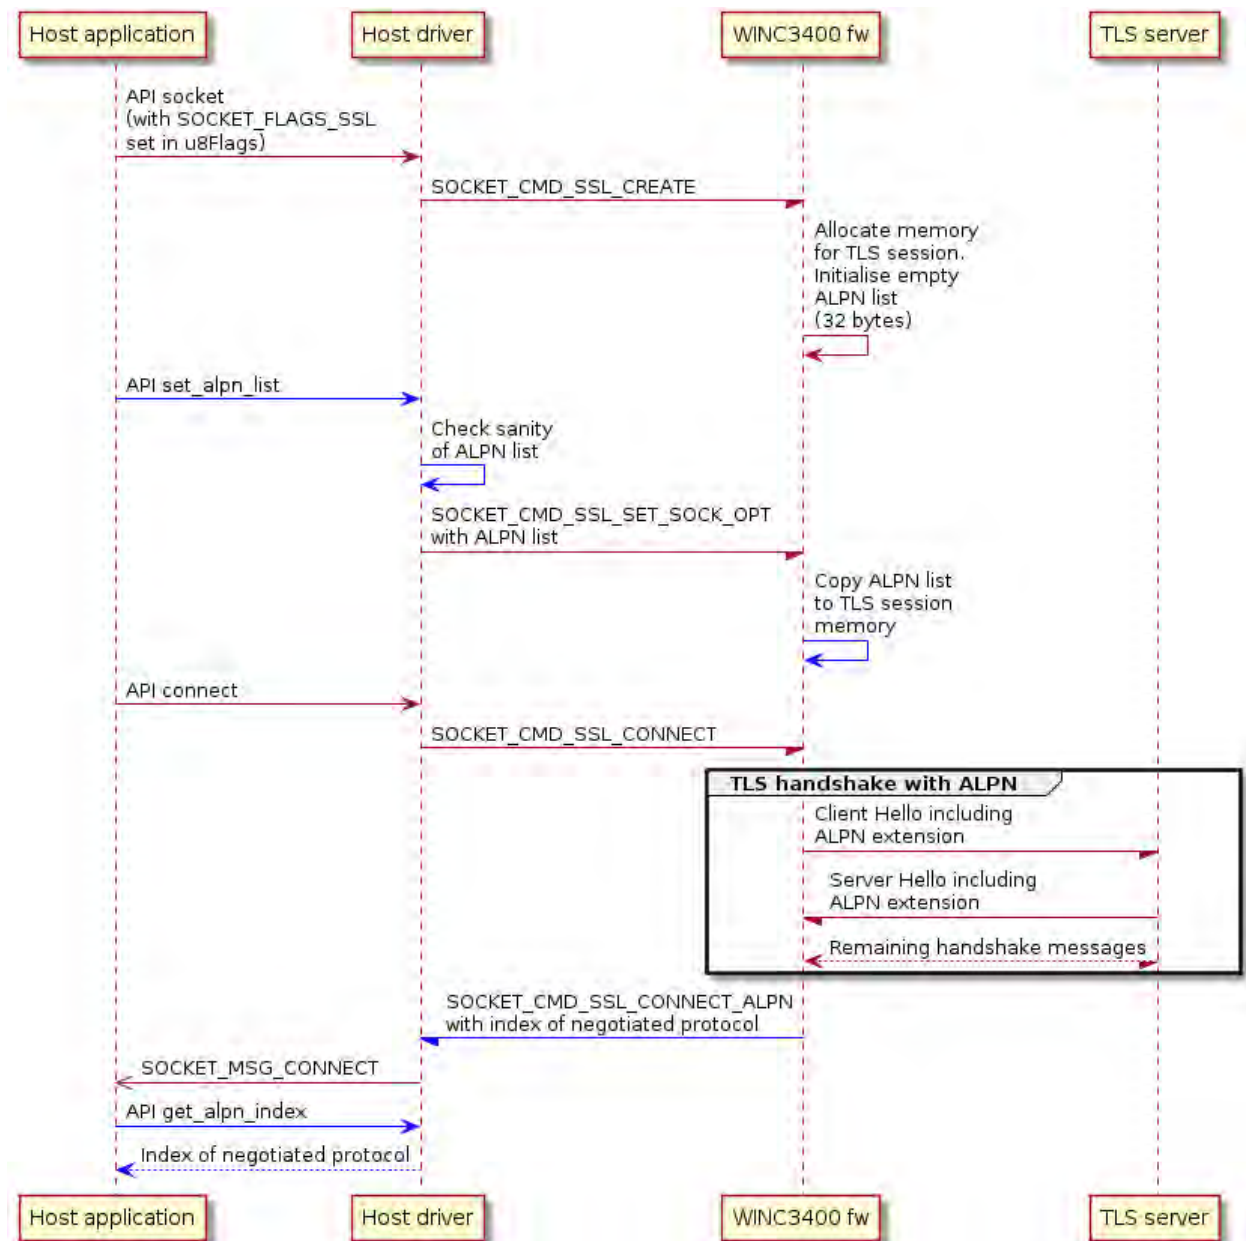 Host application
Host driver
WINC3400 fw
TLS server
API socket
(with SOCKET_FLAGS_SSL
set in u8Flags)
SOCKET_CMD_SSL_CREATE
Allocate memory
for TLS session.
Initialise empty
ALPN list
(32 bytes)
API set_alpn_list
Check sanity
of ALPN list
SOCKET_CMD_SSL_SET_SOCK_OPT
with ALPN list
Copy ALPN list
to TLS session
memory
API connect
SOCKET_CMD_SSL_CONNECT
TLS handshake with ALPN
Client Hello including
ALPN extension
Server Hello including
ALPN extension
Remaining handshake messages
SOCKET_CMD_SSL_CONNECT_ALPN
with index of negotiated protocol
SOCKET_MSG_CONNECT
API get_alpn_index
Index of negotiated protocol
Host application
Host driver
WINC3400 fw
TLS server